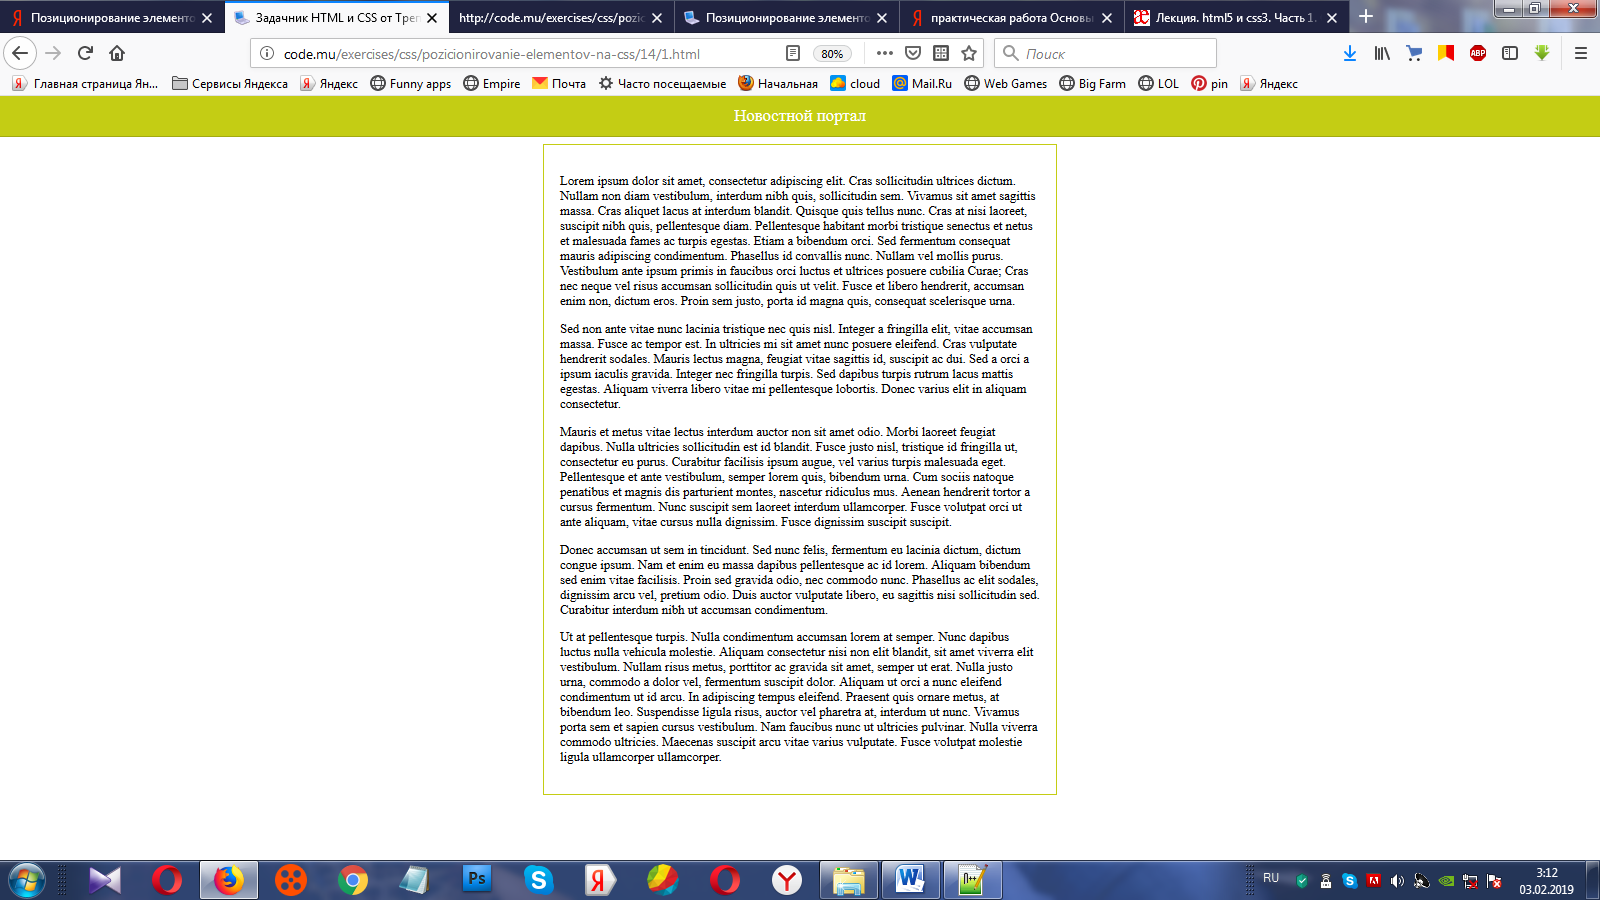 Позиционирование элементо
Задачник HTML и CSS от Треп
http://code.mu/exercises/css/pozic
Позиционирование элементо
практическая работа Основы
Лекция. html5 и css3. Часть 1.
code.mu/exercises/css/pozicionirovanie-elementov-na-css/14/1.html
80%
Поиск
ABP
Главная страница Ян...
Сервисы Яндекса
Яндекс
Funny apps
Empire
Почта
Часто посещаемые
Начальная
cloud
Mail.Ru
Web Games
Big Farm
LOL
pin
Яндекс
Новостной портал
Lorem ipsum dolor sit amet, consectetur adipiscing elit. Cras sollicitudin ultrices dictum.
Nullam non diam vestibulum, interdum nibh quis, sollicitudin sem. Vivamus sit amet sagittis
massa. Cras aliquet lacus at interdum blandit. Quisque quis tellus nunc. Cras at nisi laoreet,
suscipit nibh quis, pellentesque diam. Pellentesque habitant morbi tristique senectus et netus
et malesuada fames ac turpis egestas. Etiam a bibendum orci. Sed fermentum consequat
mauris adipiscing condimentum. Phasellus id convallis nunc. Nullam vel mollis purus.
Vestibulum ante ipsum primis in faucibus orci luctus et ultrices posuere cubilia Curae; Cras
nec neque vel risus accumsan sollicitudin quis ut velit. Fusce et libero hendrerit, accumsan
enim non, dictum eros. Proin sem justo, porta id magna quis, consequat scelerisque urna.
Sed non ante vitae nunc lacinia tristique nec quis nisl. Integer a fringilla elit, vitae accumsan
massa. Fusce ac tempor est. In ultricies mi sit amet nunc posuere eleifend. Cras vulputate
hendrerit sodales. Mauris lectus magna, feugiat vitae sagittis id, suscipit ac dui. Sed a orci a
ipsum iaculis gravida. Integer nec fringilla turpis. Sed dapibus turpis rutrum lacus mattis
egestas. Aliquam viverra libero vitae mi pellentesque lobortis. Donec varius elit in aliquam
consectetur.
Mauris et metus vitae lectus interdum auctor non sit amet odio. Morbi laoreet feugiat
dapibus. Nulla ultricies sollicitudin est id blandit. Fusce justo nisl, tristique id fringilla ut,
consectetur eu purus. Curabitur facilisis ipsum augue, vel varius turpis malesuada eget.
Pellentesque et ante vestibulum, semper lorem quis, bibendum urna. Cum sociis natoque
penatibus et magnis dis parturient montes, nascetur ridiculus mus. Aenean hendrerit tortor a
cursus fermentum. Nunc suscipit sem laoreet interdum ullamcorper. Fusce volutpat orci ut
ante aliquam, vitae cursus nulla dignissim. Fusce dignissim suscipit suscipit.
Donec accumsan ut sem in tincidunt. Sed nunc felis, fermentum eu lacinia dictum, dictum
congue ipsum. Nam et enim eu massa dapibus pellentesque ac id lorem. Aliquam bibendum
sed enim vitae facilisis. Proin sed gravida odio, nec commodo nunc. Phasellus ac elit sodales,
dignissim arcu vel, pretium odio. Duis auctor vulputate libero, eu sagittis nisi sollicitudin sed.
Curabitur interdum nibh ut accumsan condimentum.
Ut at pellentesque turpis. Nulla condimentum accumsan lorem at semper. Nunc dapibus
luctus nulla vehicula molestie. Aliquam consectetur nisi non elit blandit, sit amet viverra elit
vestibulum. Nullam risus metus, porttitor ac gravida sit amet, semper ut erat. Nulla justo
urna, commodo a dolor vel, fermentum suscipit dolor. Aliquam ut orci a nunc eleifend
condimentum ut id arcu. In adipiscing tempus eleifend. Praesent quis ornare metus, at
bibendum leo. Suspendisse ligula risus, auctor vel pharetra at, interdum ut nunc. Vivamus
porta sem et sapien cursus vestibulum. Nam faucibus nunc ut ultricies pulvinar. Nulla viverra
commodo ultricies. Maecenas suscipit arcu vitae varius vulputate. Fusce volutpat molestie
ligula ullamcorper ullamcorper.
Ps
RU
3:12
03.02.2019